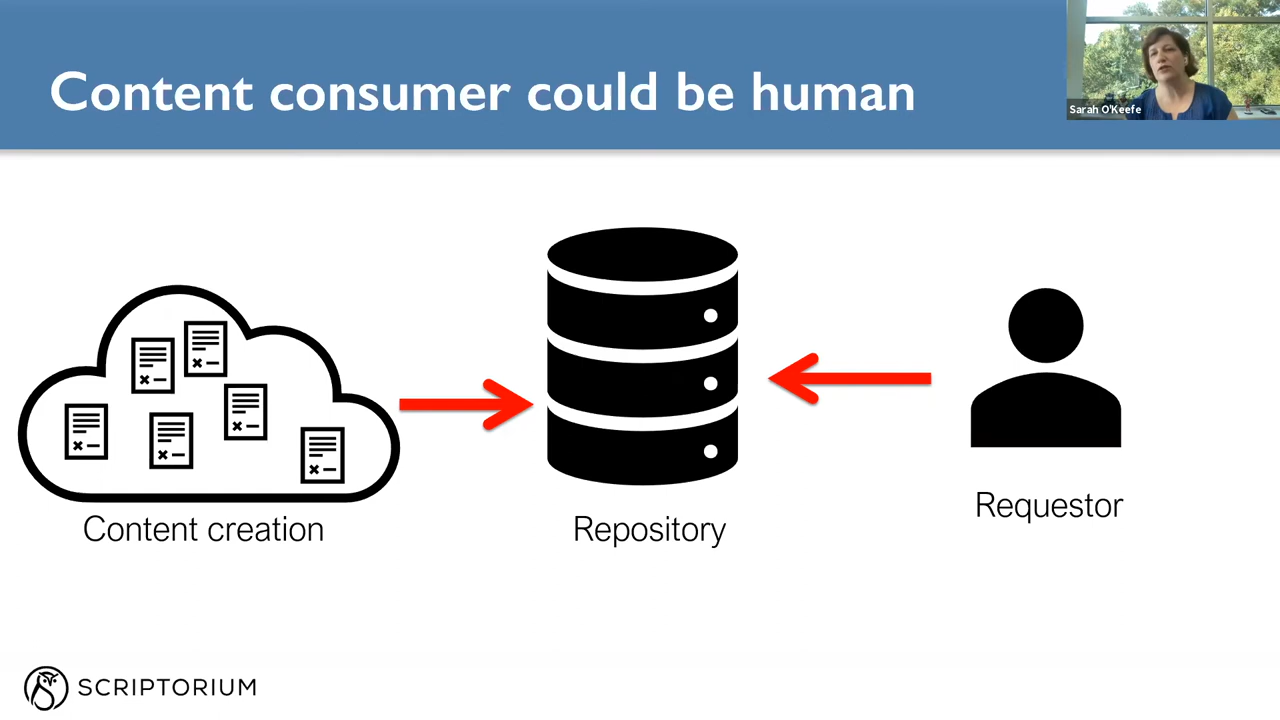 Content consumer could be human
Sarah O'Keefe
Content creation
Repository
Requestor
SCRIPTORIUM